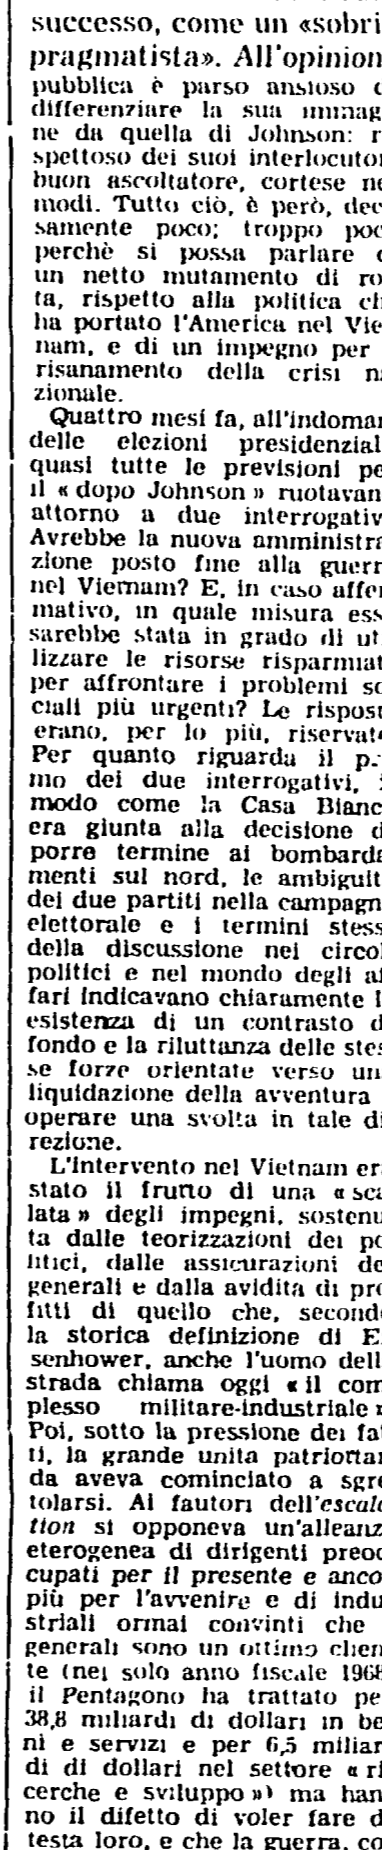 successo, come un «sobri
pragmatista». All'opinion
pubblica è parso ansioso d
differenziare la sua immag
ne da quella di Johnson: r
spettoso dei suoi interlocutor
buon ascoltatore, cortese ne
modi. Tutto ciò, è però, dec
samente poco; troppo poc
perchè si possa parlare d
un netto mutamento di ro
ta, rispetto alla politica ch
ha portato l'America nel Vie
nam, e di un impegno per
risanamento della crisi na
zionale.
Quattro mesi fa, all'indoman
delle elezioni presidenzial
quasi tutte le previsioni pe
il « dopo Johnson » ruotavan
attorno a due interrogativ
Avrebbe la nuova amministra
zione posto fine alla guerra
nel Vietnam? E, in caso affer
mativo, in quale misura ess
sarebbe stata in grado di ut
lizzare le risorse risparmiat
per affrontare i problemi so
ciali più urgenti? Le rispost
erano, per lo più, riservate
Per quanto riguarda il p.
mo dei due interrogativi, i
modo come la Casa Bianc
era giunta alla decisione d
porre termine ai bombarda
menti sul nord, le ambiguit
dei due partiti nella campagn
elettorale e i termini stess
della discussione nei circol
politici e nel mondo degli af
fari indicavano chiaramente l
esistenza di un contrasto d
fondo e la riluttanza delle stes
se forze orientate verso un
liquidazione della avventura
operare una svolta in tale di
rezione.
L'intervento nel Vietnam era
stato il frutto di una « sca
lata » degli impegni, sostenu
ta dalle teorizzazioni dei po
litici, dalle assicurazioni de
generali e dalla avidita di pro
fitti di quello che, secondo
la storica definizione di E
senhower, anche l'uomo dell
strada chiama oggi « il com
plesso militare-industriale »
Poi, sotto la pressione dei fat
ti, la grande unita patriottar
da aveva cominciato a sgre
tolarsi. Ai fautori dell'escala
tion si opponeva un'alleanz
eterogenea di dirigenti preoc
cupati per il presente e anco
più per l'avvenire e di indu
striali ormai convinti che
generali sono un ottimo clien
te (nei solo anno fiscale 1968
il Pentagono ha trattato pe
38,8 miliardi di dollari in be
ni e servizi e per 6,5 miliar
di di dollari nel settore « ri
cerche e sviluppo ») ma han
no il difetto di voler fare d
testa loro, e che la guerra, co